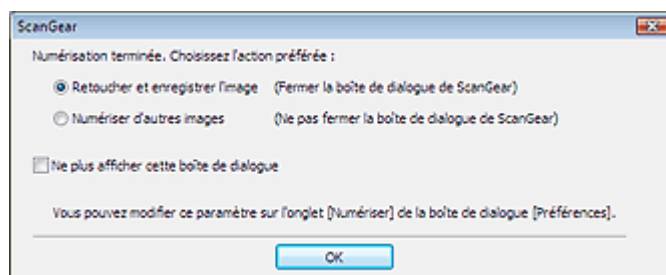 ScanGear
Numérisation terminée. Choisissez l'action préférée :
Retoucher et enregistrer l'image (Fermer la boîte de dialogue de ScanGear)
Numériser d'autres images (Ne pas fermer la boîte de dialogue de ScanGear)
Ne plus afficher cette boîte de dialogue
Vous pouvez modifier ce paramètre sur l'onglet [Numériser] de la boîte de dialogue [Préférences].
OK